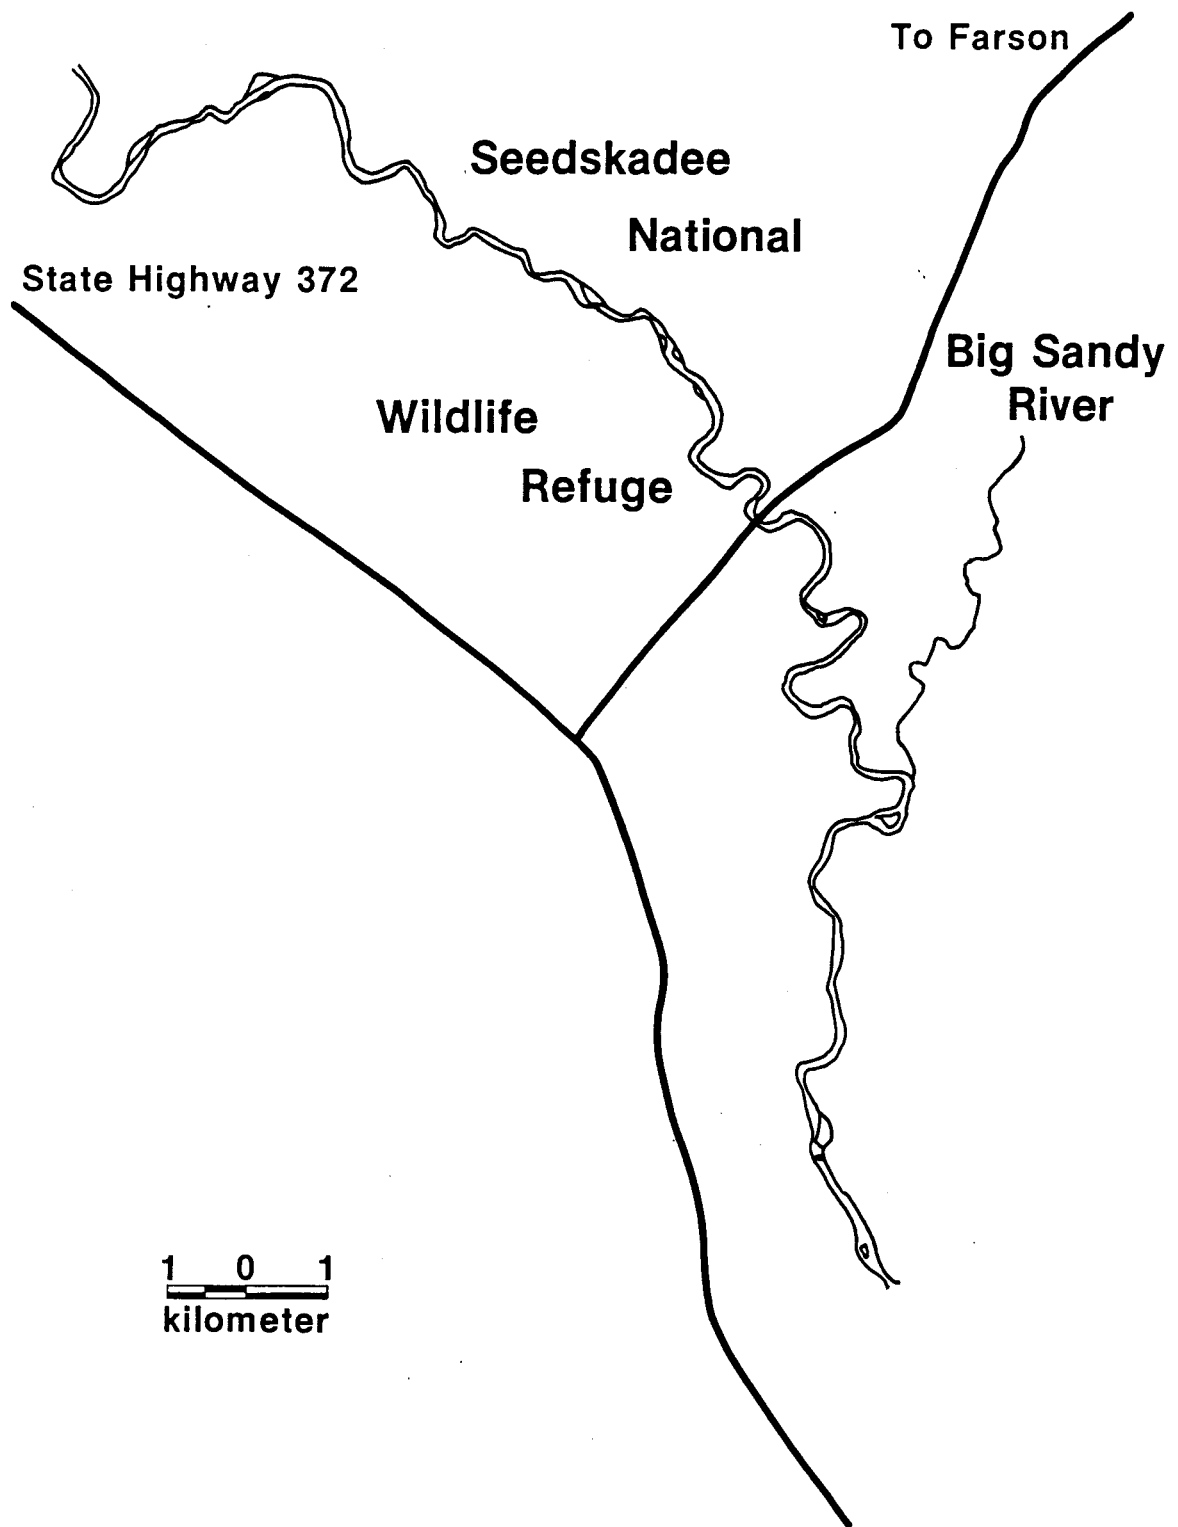 To Farson
Seedskadee
National
State Highway 372
Big Sandy
River
Wildlife
Refuge
1 0 1
kilometer